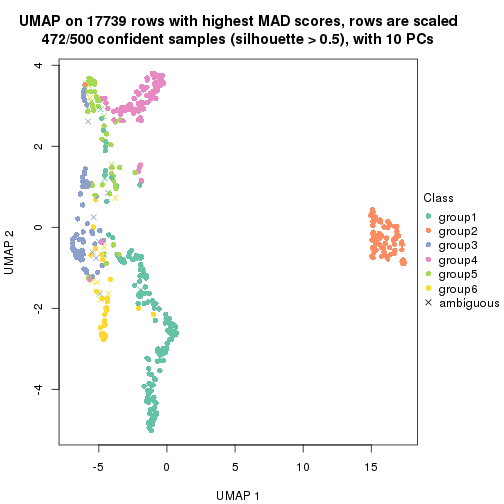 UMAP on 17739 rows with highest MAD scores, rows are scaled
472/500 confident samples (silhouette > 0.5), with 10 PCs
4
2
0
-2
-4
UMAP 2
-5
0
5
10
15
UMAP 1
Class
group1
group2
group3
group4
group5
group6
ambiguous